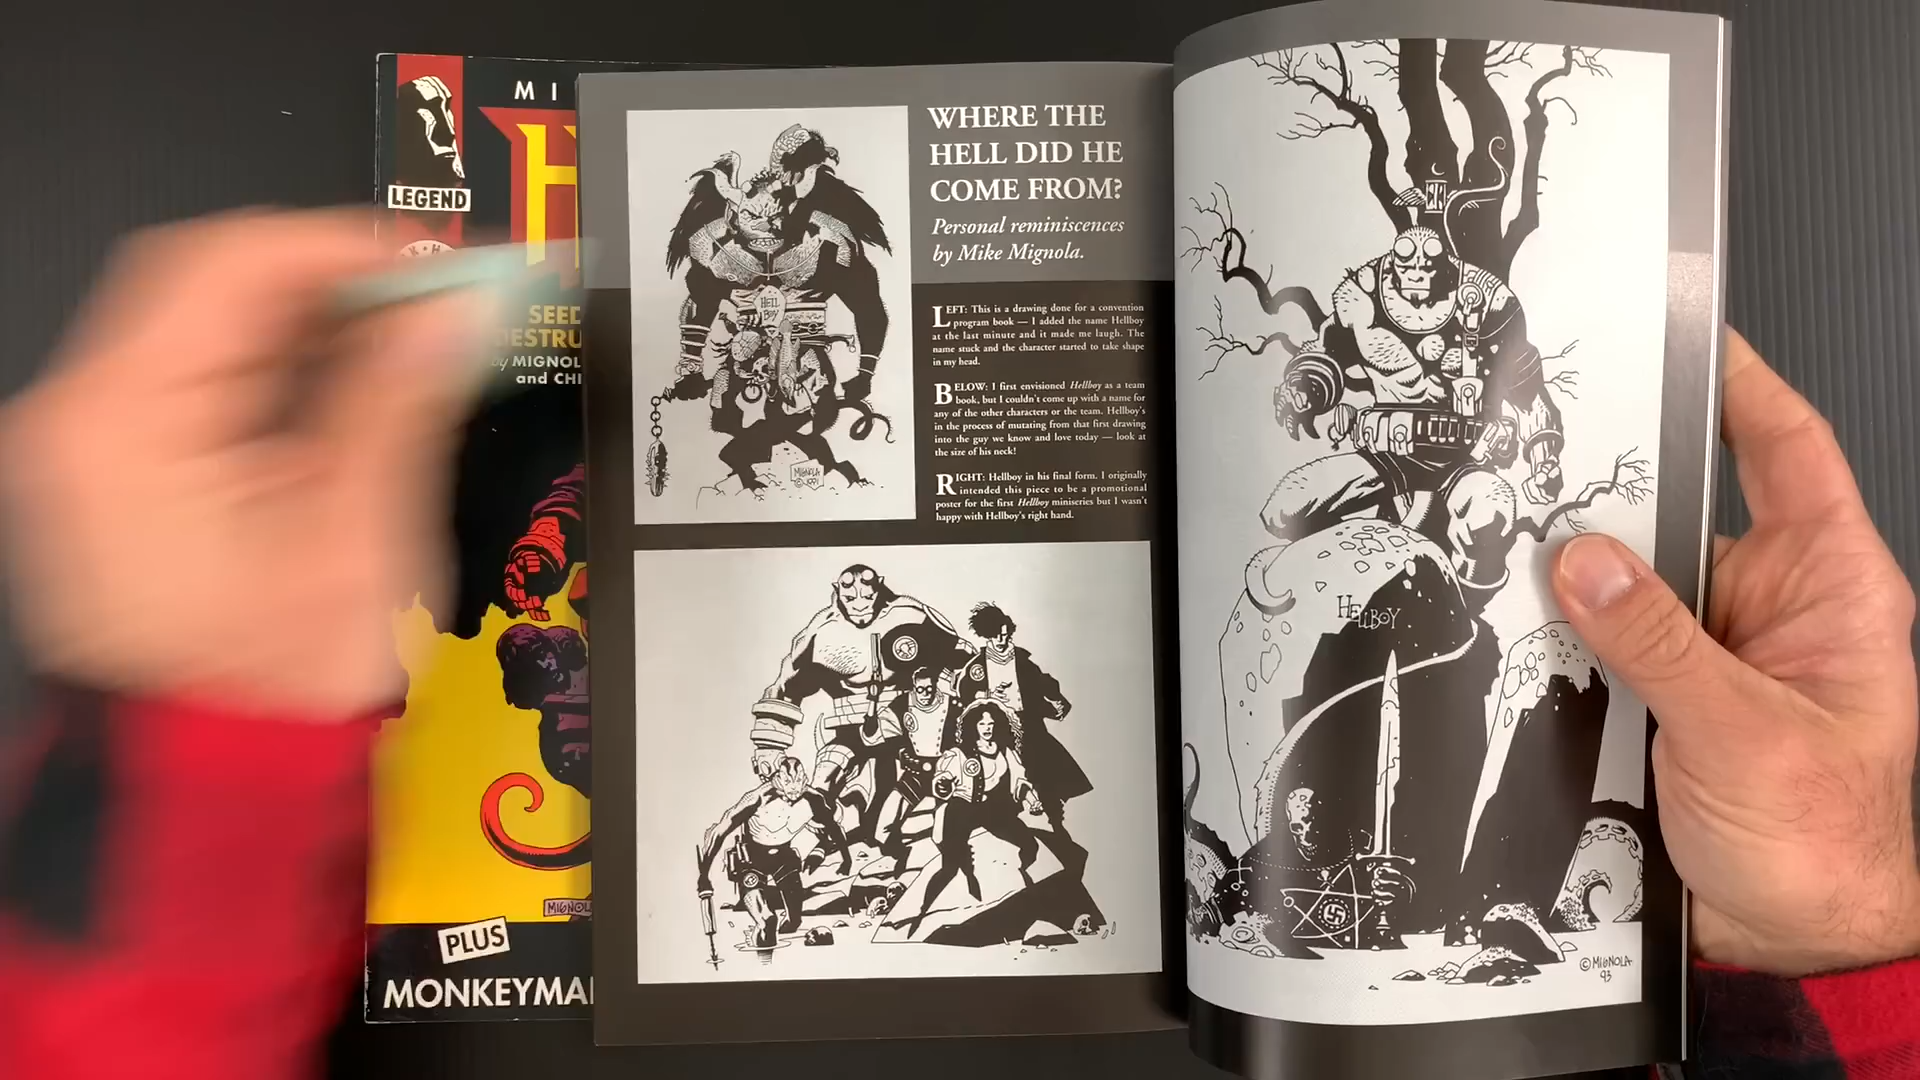 MI
LEGEND
H
SEED
DESTRU
by MIGNOL
and CHI
MIGNOL
PLUS
MONKEYMA
WHERE THE
HELL DID HE
COME FROM?
Personal reminiscences
by Mike Mignola.
LEFT: This is a drawing done for a convention
program book — I added the name Hellboy
at the last minute and it made me laugh. The
name stuck and the character started to take shape
in my head.
BELOW: I first envisioned Hellboy as a team
book, but I couldn't come up with a name for
any of the other characters or the team. Hellboy's
in the process of mutating from that first drawing
into the guy we know and love today — look at
the size of his neck!
RIGHT: Hellboy in his final form. I originally
intended this piece to be a promotional
poster for the first Hellboy miniseries but I wasn't
happy with Hellboy's right hand.
HELL
BOY
MIGNOLA
© 1991
HELLBOY
© MIGNOLA
93